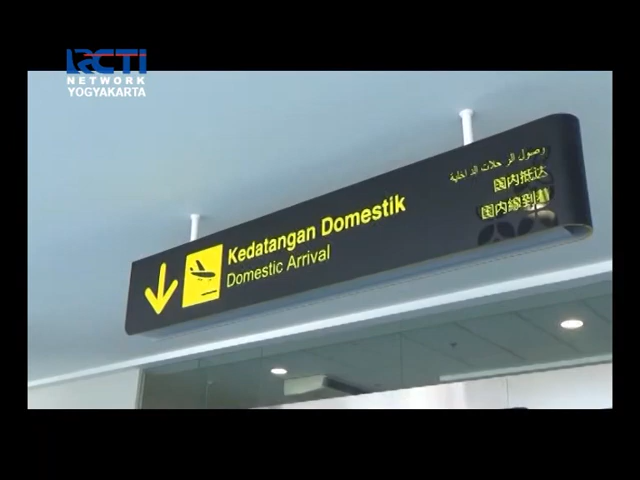 RCTI
NETWORK
YOGYAKARTA
Kedatangan Domestik
Domestic Arrival
وصول الرحلات الداخلية
国内抵达
国内線到着